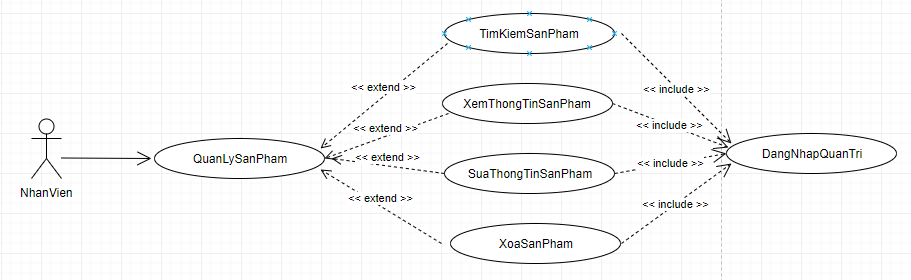 TimKiemSanPham
<< extend >>
<< include >>
XemThongTinSanPham
<< extend >>
<< include >>
QuanLySanPham
DangNhapQuanTri
<< extend >>
<< include >>
SuaThongTinSanPham
NhanVien
<< extend >>
<< include >>
XoaSanPham